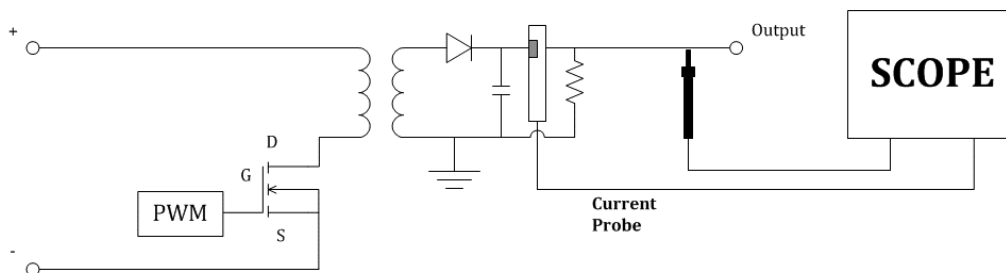 +
Output
SCOPE
D
G
PWM
S
Current
Probe
-